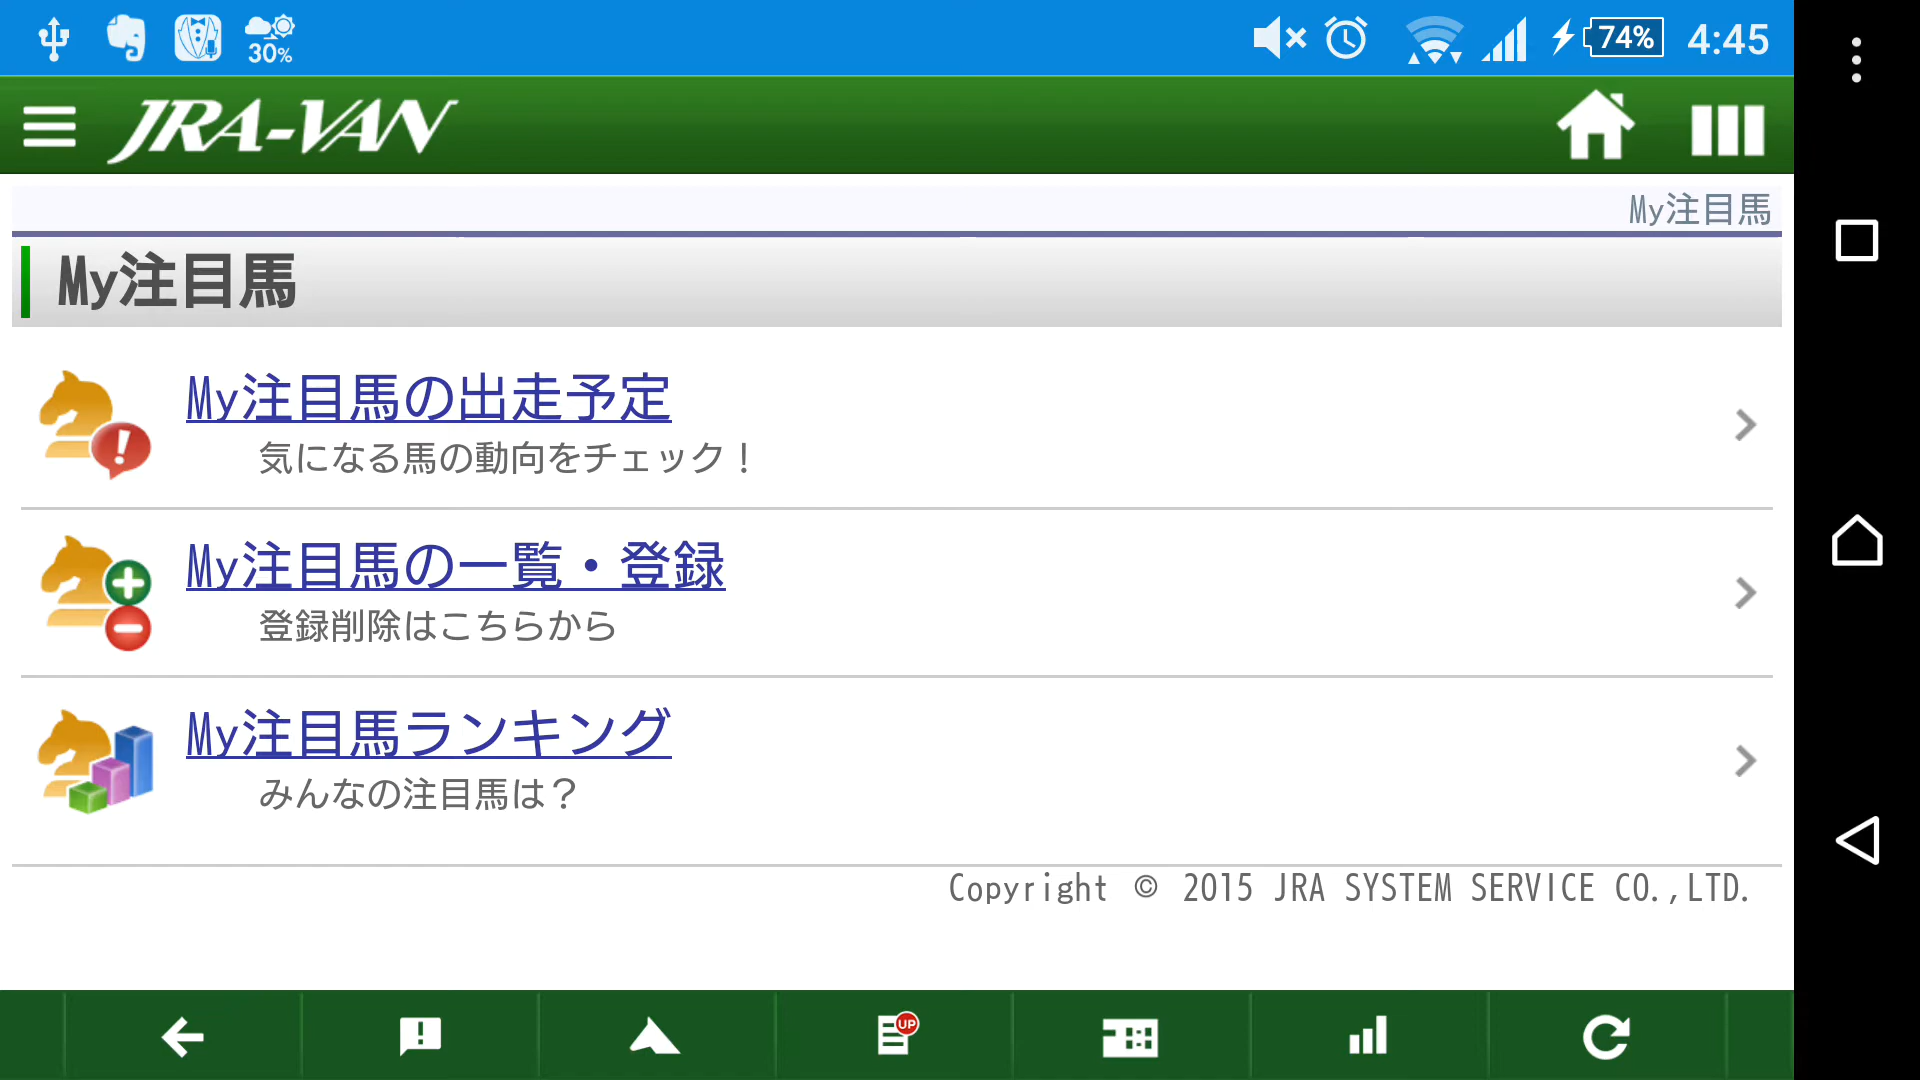 30%
74%
4:45
JRA-VAN
My注目馬
My注目馬
My注目馬の出走予定
気になる馬の動向をチェック！
My注目馬の一覧・登録
登録削除はこちらから
My注目馬ランキング
みんなの注目馬は？
Copyright © 2015 JRA SYSTEM SERVICE CO.,LTD.
UP